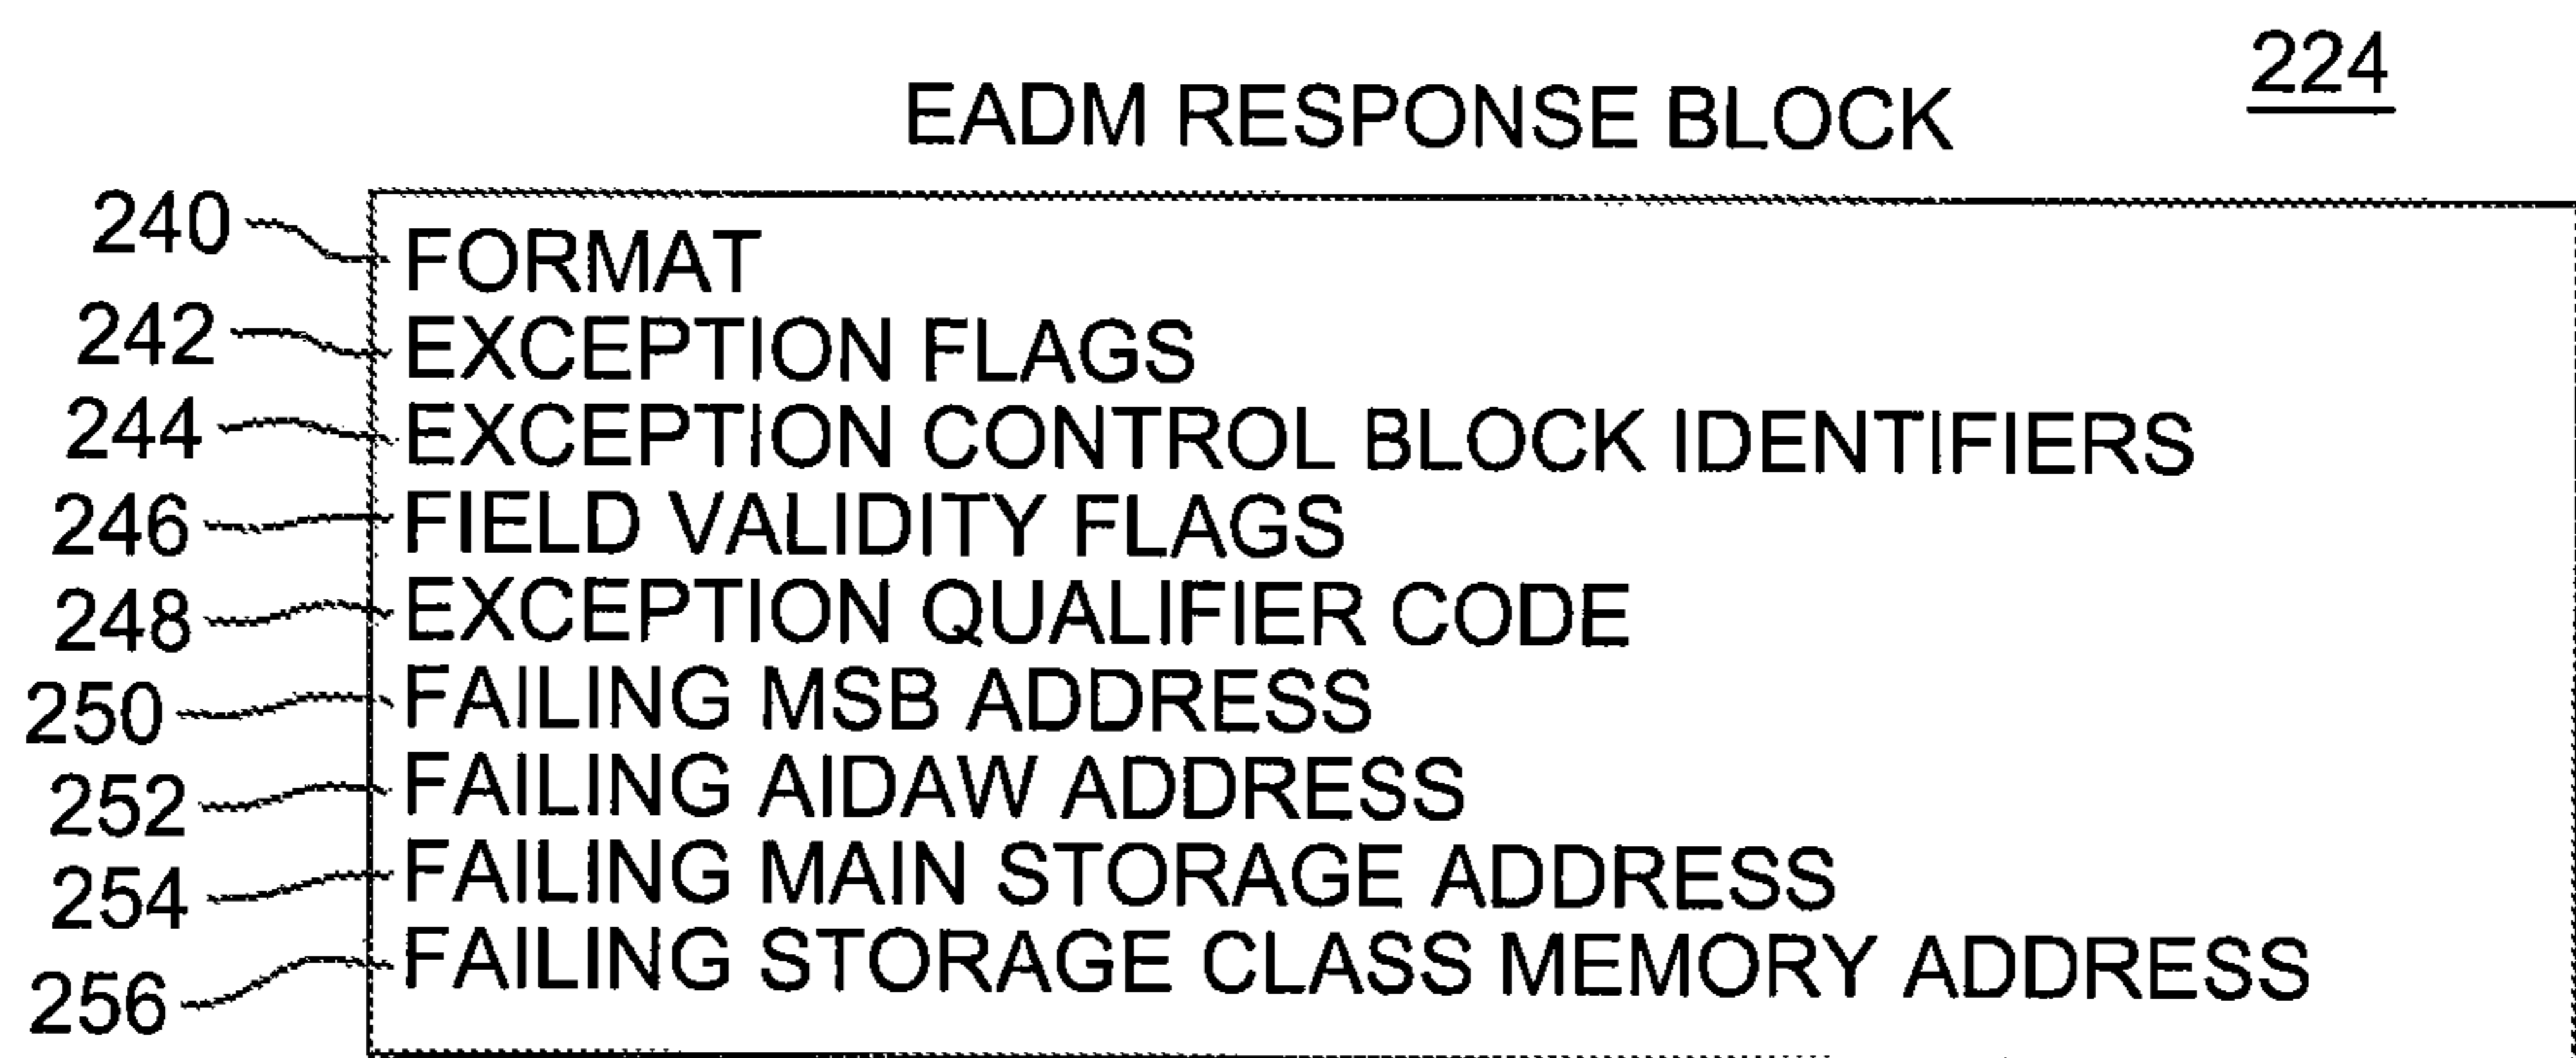 224
EADM RESPONSE BLOCK
240 FORMAT
242 EXCEPTION FLAGS
244 EXCEPTION CONTROL BLOCK IDENTIFIERS
246 FIELD VALIDITY FLAGS
248 EXCEPTION QUALIFIER CODE
250 FAILING MSB ADDRESS
252 FAILING AIDAW ADDRESS
254 FAILING MAIN STORAGE ADDRESS
256 FAILING STORAGE CLASS MEMORY ADDRESS